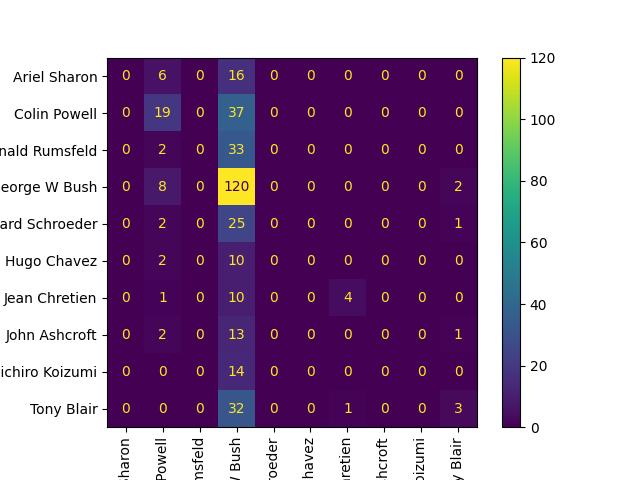 Ariel Sharon 0 6 0 16 0 0 0 0 0 0
Colin Powell 0 19 0 37 0 0 0 0 0 0
nald Rumsfeld 0 2 0 33 0 0 0 0 0 0
eorge W Bush 0 8 0 120 0 0 0 0 0 2
ard Schroeder 0 2 0 25 0 0 0 0 0 1
Hugo Chavez 0 2 0 10 0 0 0 0 0 0
Jean Chretien 0 1 0 10 0 0 4 0 0 0
John Ashcroft 0 2 0 13 0 0 0 0 0 1
ichiro Koizumi 0 0 0 14 0 0 0 0 0 0
Tony Blair 0 0 0 32 0 0 1 0 0 3
haron
Powell
msfeld
W Bush
roeder
havez
retien
hcroft
oizumi
y Blair
120
100
80
60
40
20
0